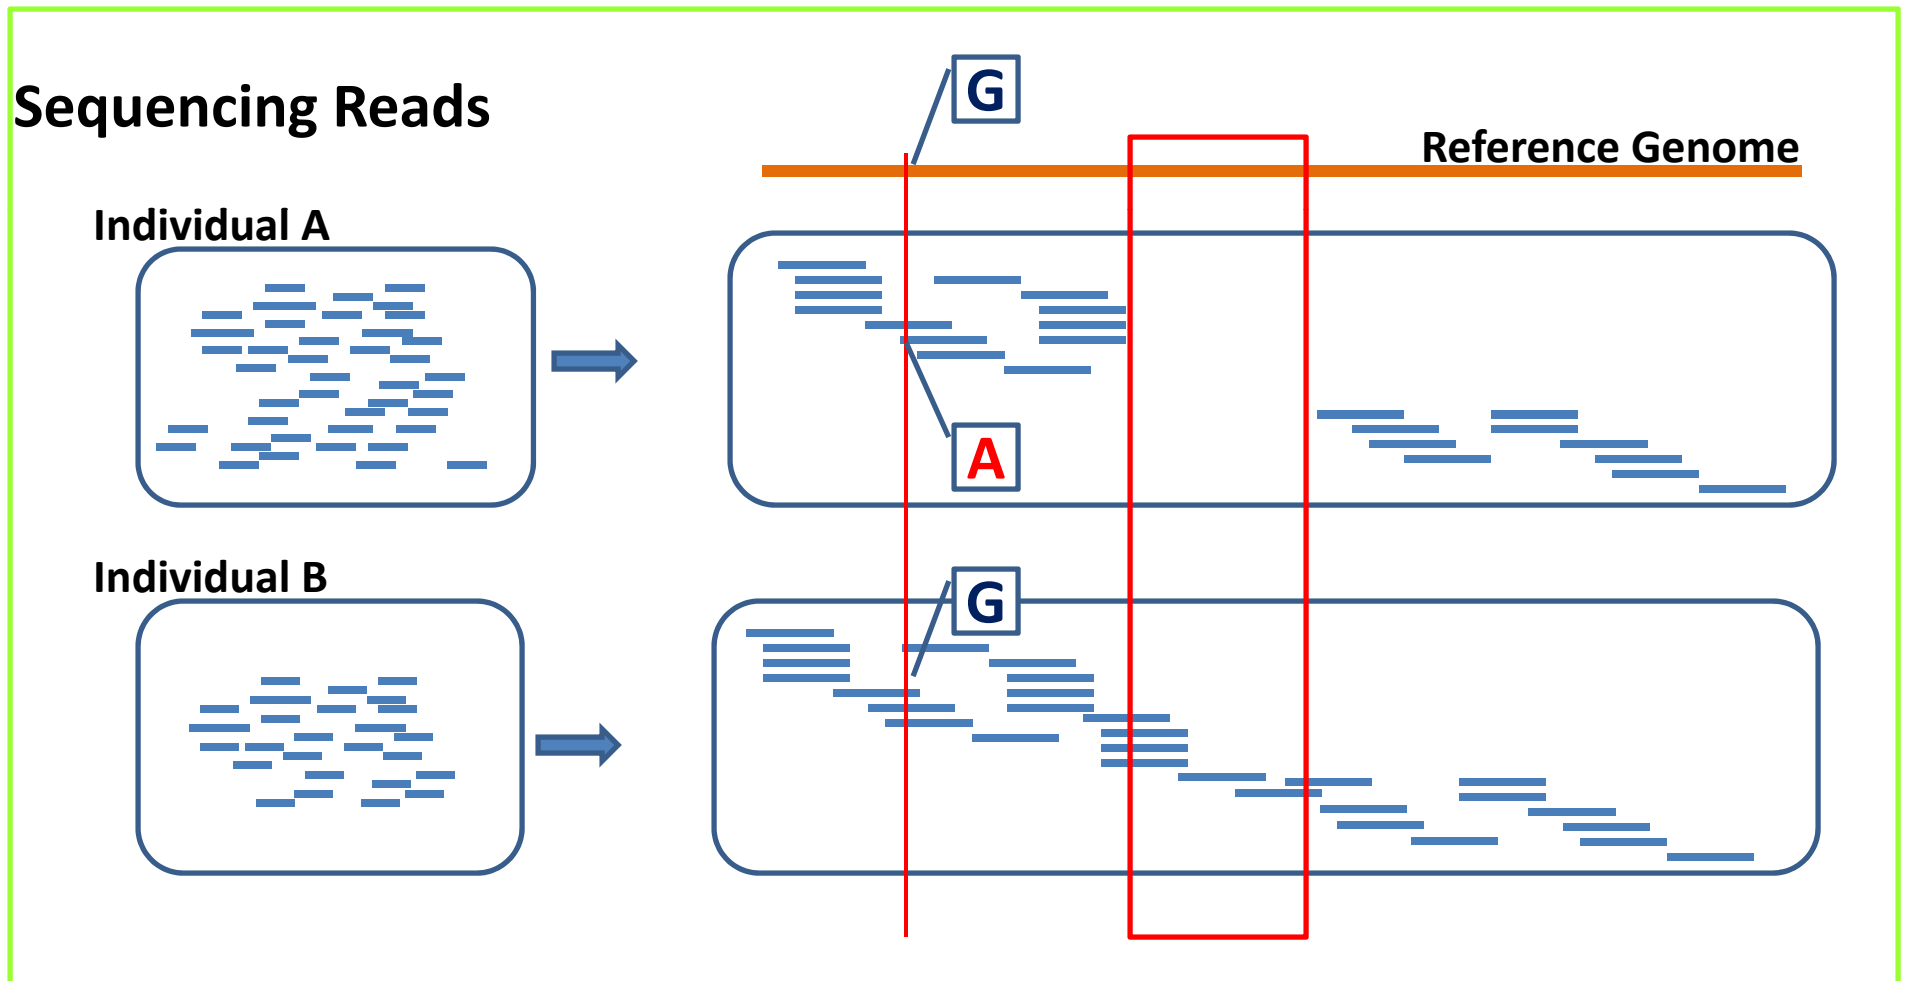 Sequencing Reads
G
Reference Genome
Individual A
A
Individual B
G